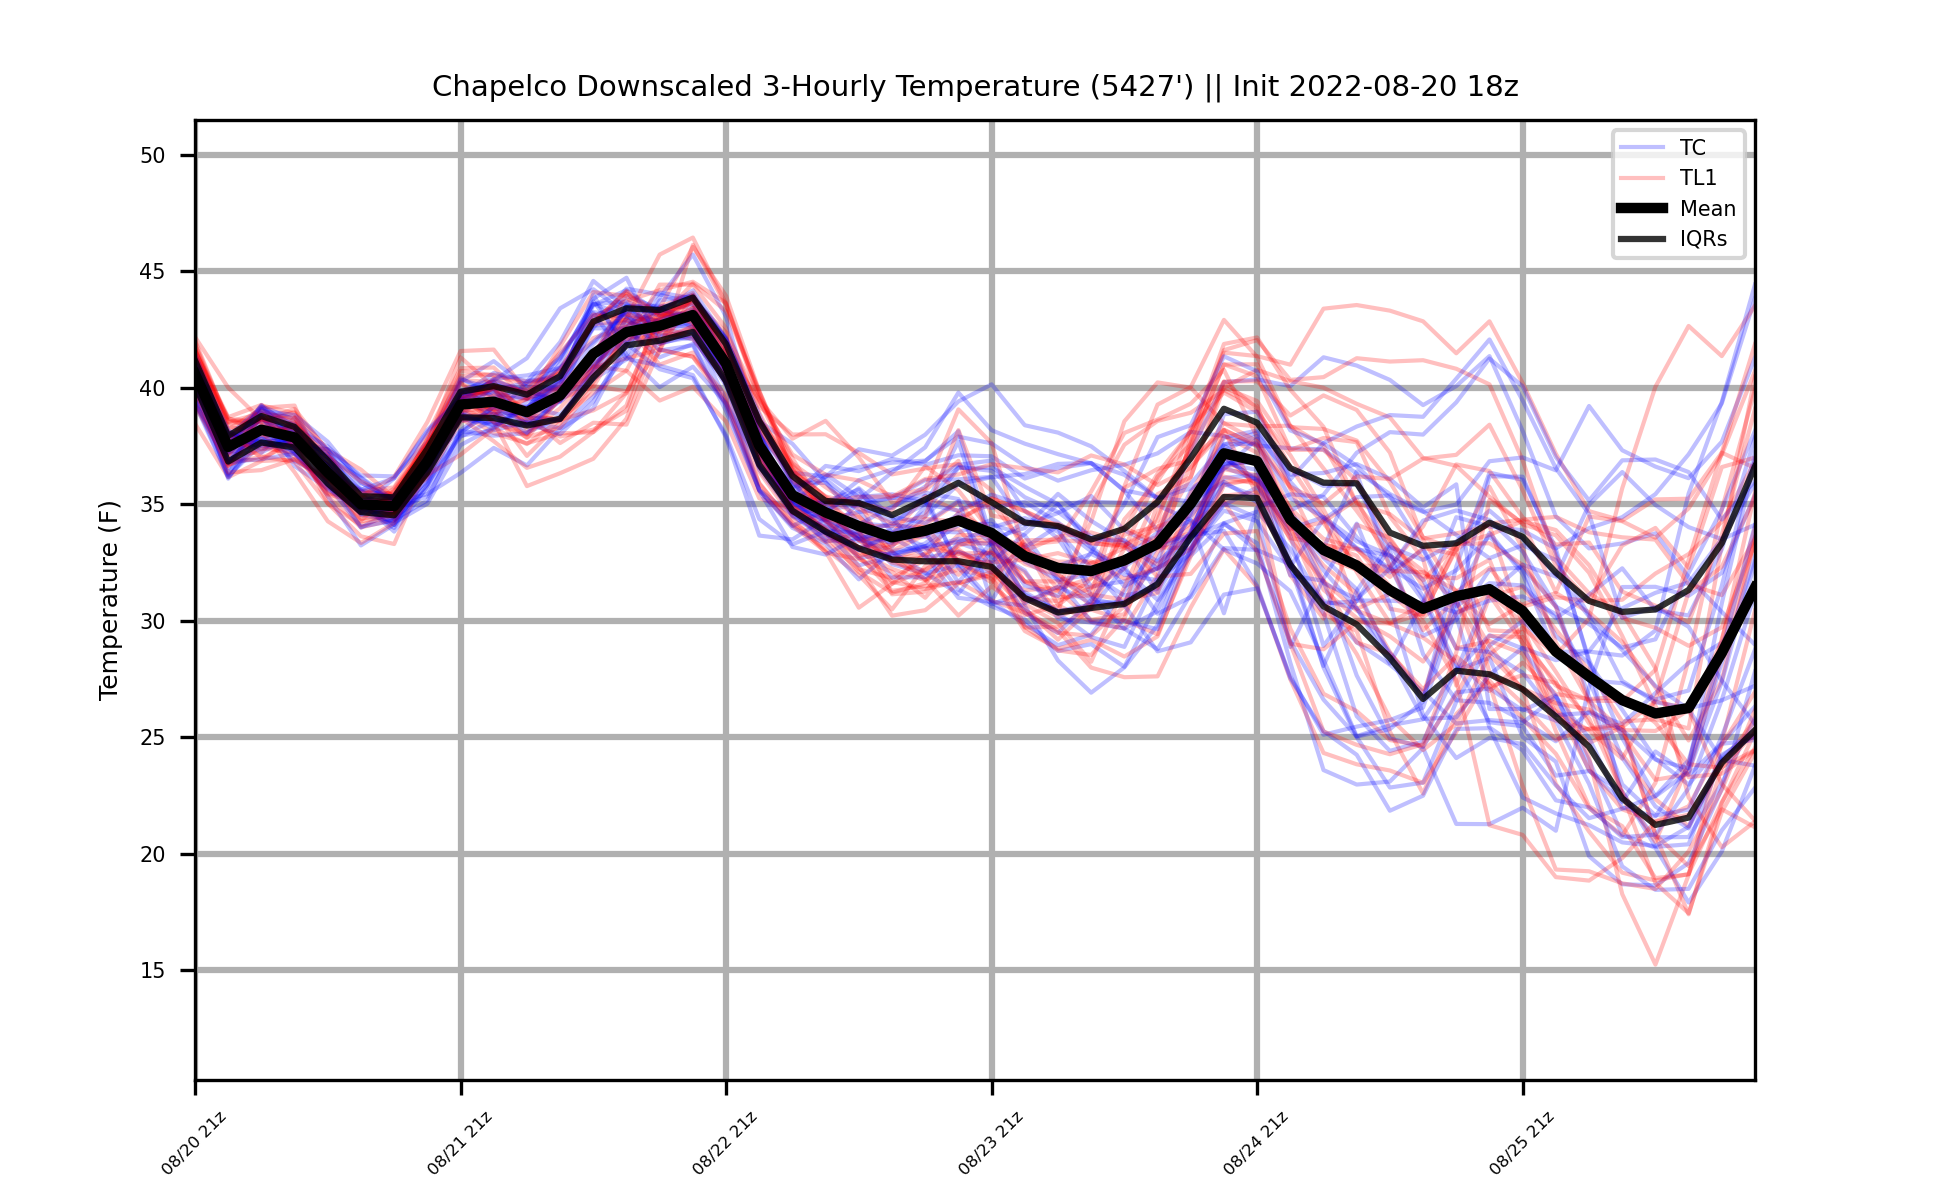 Chapelco Downscaled 3-Hourly Temperature (5427') || Init 2022-08-20 18z
TC
TL1
Mean
IQRs
Temperature (F)
50
45
40
35
30
25
20
15
08/20 21z
08/21 21z
08/22 21z
08/23 21z
08/24 21z
08/25 21z